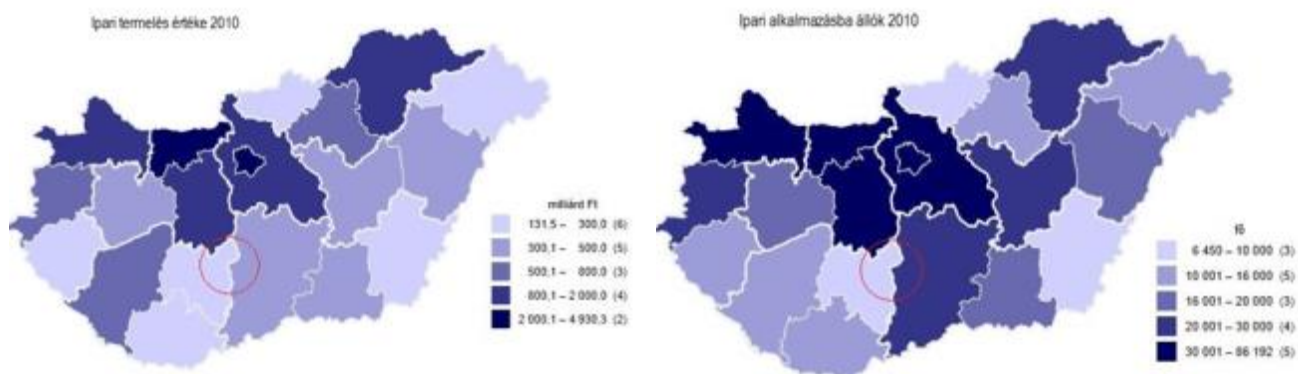 Ipari termelés értéke 2010
milliárd Ft
131,5 – 300,0 (6)
300,1 – 500,0 (5)
500,1 – 800,0 (3)
800,1 – 2 000,0 (4)
2 000,1 – 4 930,3 (2)
Ipari alkalmazásba állók 2010
fő
6 450 – 10 000 (3)
10 001 – 16 000 (5)
16 001 – 20 000 (3)
20 001 – 30 000 (4)
30 001 – 86 192 (5)